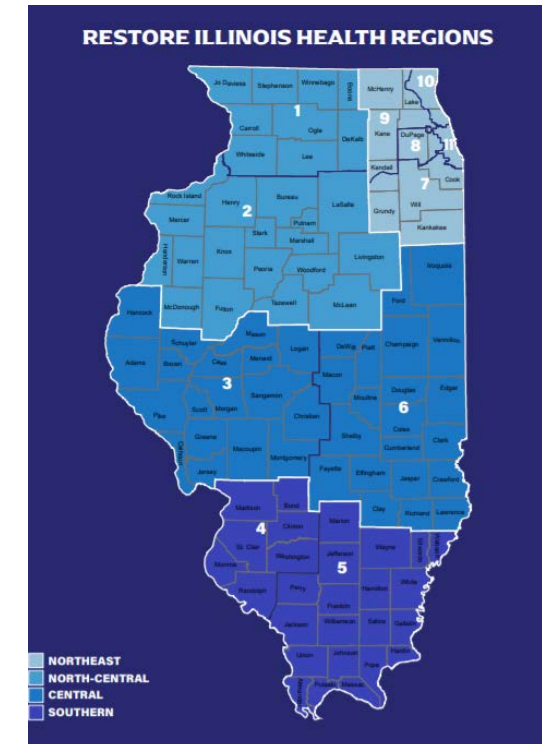 RESTORE ILLINOIS HEALTH REGIONS
Jo Daviess Stephenson Winnebago Boone McHenry Lake 10
1 9
Carroll Ogle DeKalb Kane DuPage 8 11
Whiteside Lee Kendall Cook
7
Rock Island Henry Bureau LaSalle Grundy Will
2
Mercer Stark Putnam Kankakee
Marshall
Henderson Warren Knox Peoria Woodford Livingston Iroquois
McDonough Fulton Tazewell McLean Ford
Hancock Mason
Schuyler Logan Piatt Champaign
Adams Cass Menard Macon
3 Douglas Edgar
Scott Morgan Sangamon Moultrie 6
Pike Christian Coles
Greene Shelby Cumberland Clark
Macoupin Montgomery
Jersey Fayette Effingham Jasper Crawford
Clay Richland Lawrence
Madison Bond Marion
4 Clinton Wayne
St. Clair Jefferson
Washington 5
Monroe White
Randolph Perry Hamilton
Franklin
Jackson Williamson Saline Gallatin
Union Johnson Pope Hardin
Pulaski Massac
NORTHEAST
NORTH-CENTRAL
CENTRAL
SOUTHERN